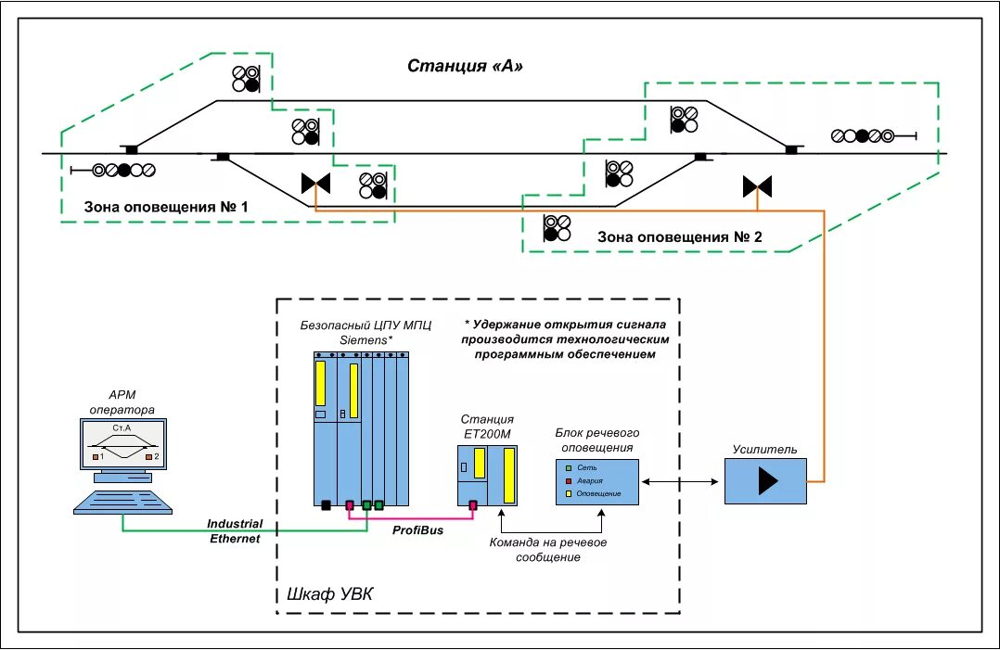 Станция «А»
Зона оповещения № 1
Зона оповещения № 2
Безопасный ЦПУ МПЦ
Siemens*
* Удержание открытия сигнала
производится технологическим
программным обеспечением
АРМ
оператора
Ст.А
1
2
Станция
ET200M
Блок речевого
оповещения
Сеть
Авария
Оповещение
Усилитель
Industrial
Ethernet
ProfiBus
Команда на речевое
сообщение
Шкаф УВК